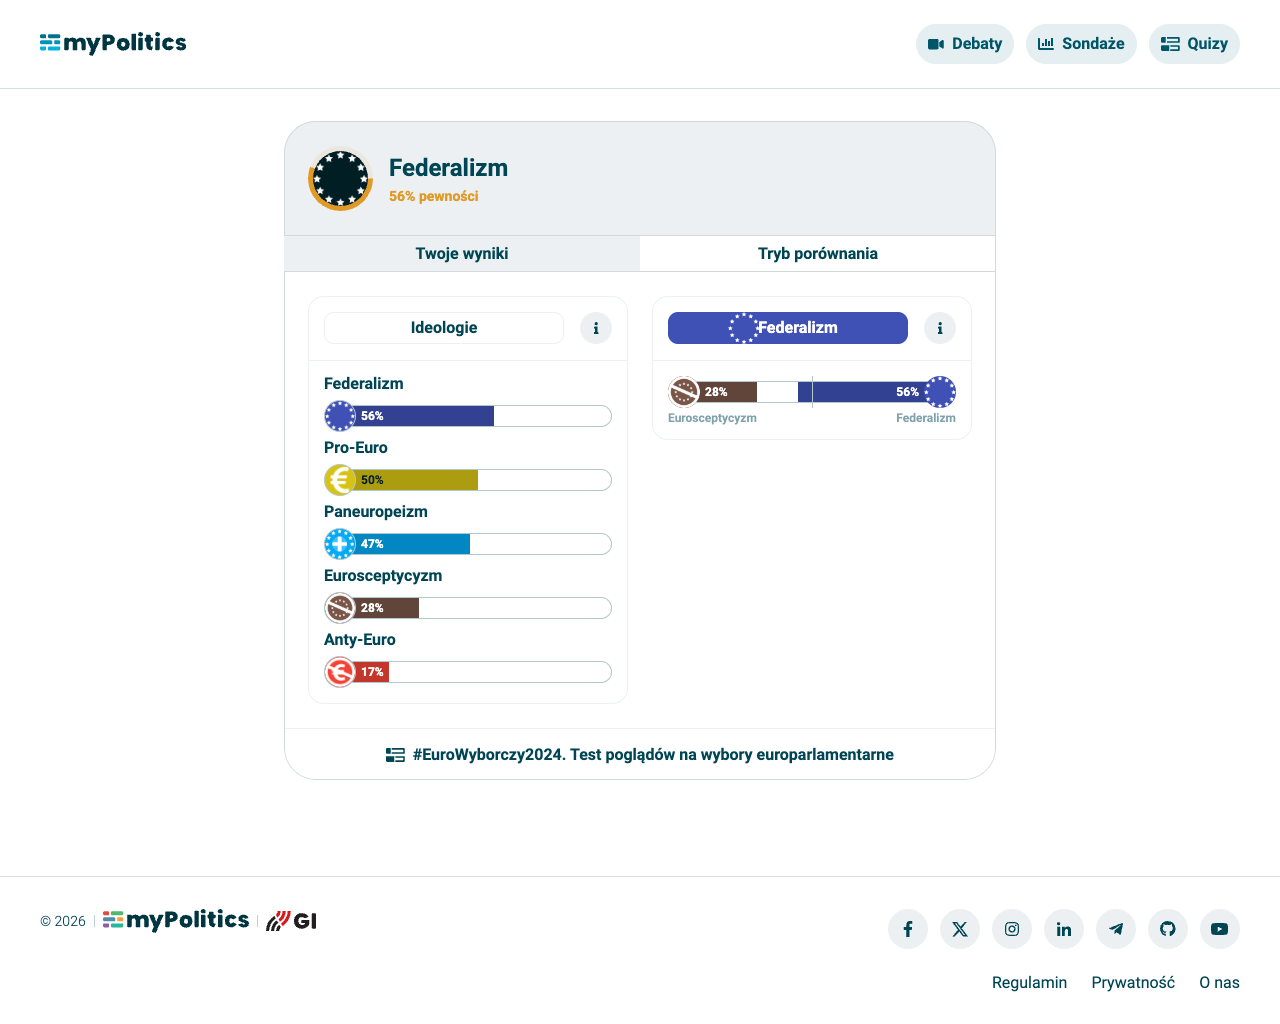 myPolitics
Debaty
Sondaże
Quizy
Federalizm
56% pewności
Twoje wyniki
Tryb porównania
Ideologie
Federalizm
56%
Pro-Euro
50%
Paneuropeizm
47%
Eurosceptycyzm
28%
Anty-Euro
17%
Federalizm
28%
56%
Eurosceptycyzm
Federalizm
#EuroWyborczy2024. Test poglądów na wybory europarlamentarne
© 2026
myPolitics
GI
Regulamin
Prywatność
O nas